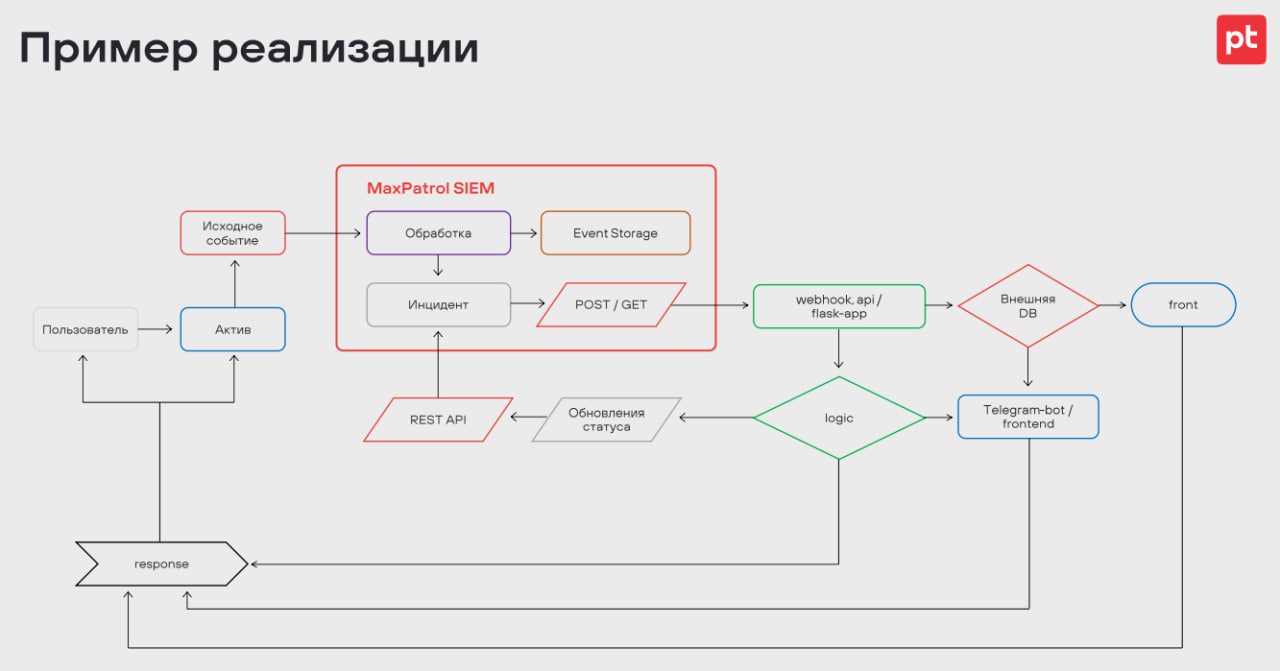 Пример реализации
pt
MaxPatrol SIEM
Исходное
событие
Обработка
Event Storage
Инцидент
POST / GET
webhook, api /
flask-app
Внешняя
DB
front
Пользователь
Актив
REST API
Обновления
статуса
logic
Telegram-bot /
frontend
response